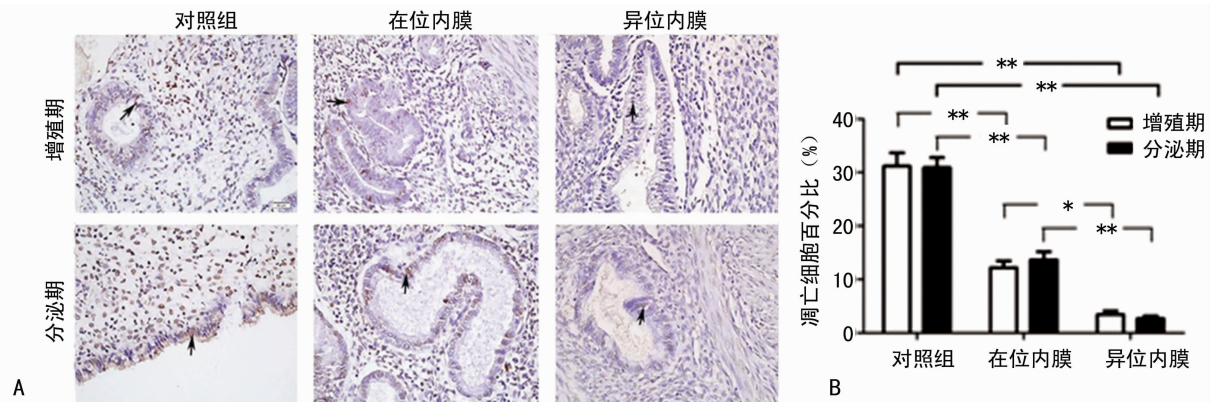 对照组
在位内膜
异位内膜
增殖期
分泌期
A
**
**
**
**
*
**
增殖期
分泌期
凋亡细胞百分比(%)
40
30
20
10
0
对照组
在位内膜
异位内膜
B